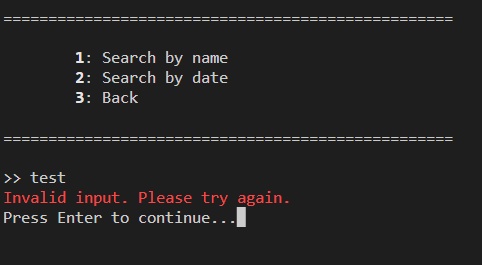 ==================================================
1: Search by name
2: Search by date
3: Back
==================================================
>> test
Invalid input. Please try again.
Press Enter to continue...